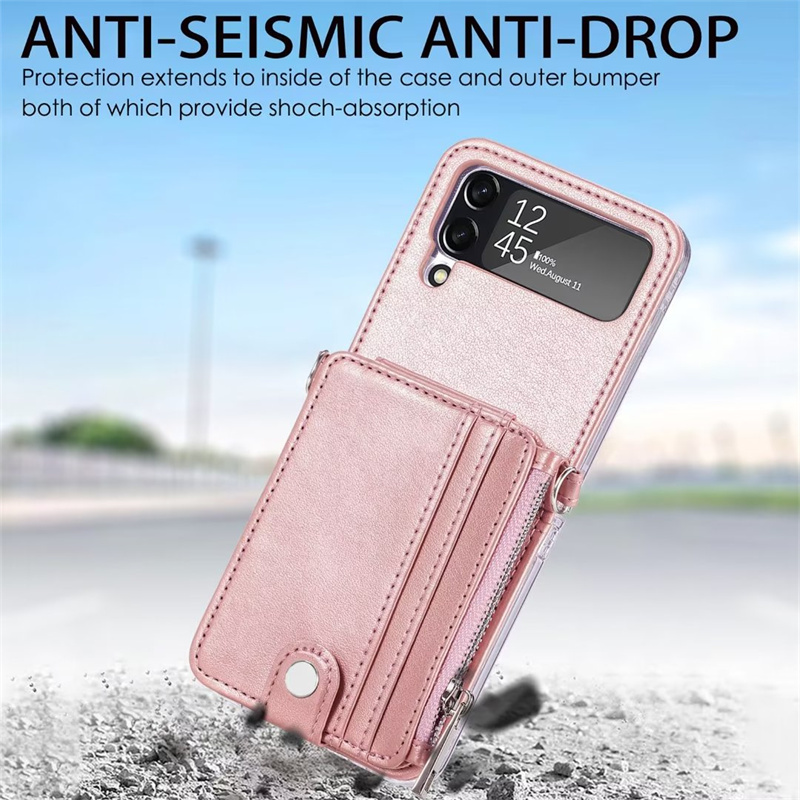 ANTI-SEISMIC ANTI-DROP
Protection extends to inside of the case and outer bumper
both of which provide shoch-absorption
12
45
100%
Wed,August 11